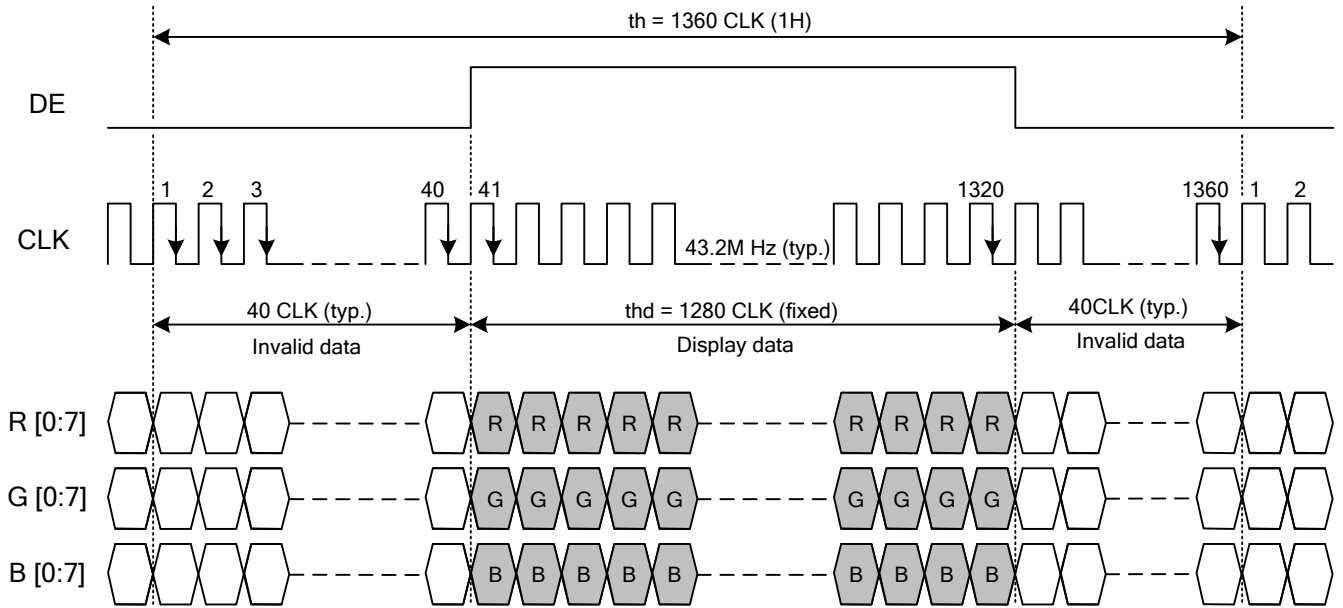 th = 1360 CLK (1H)
DE
1 2 3 40 41 1320 1360 1 2
CLK
43.2M Hz (typ.)
40 CLK (typ.) thd = 1280 CLK (fixed) 40CLK (typ.)
Invalid data Display data Invalid data
R [0:7] R R R R R R R R R
G [0:7] G G G G G G G G G
B [0:7] B B B B B B B B B